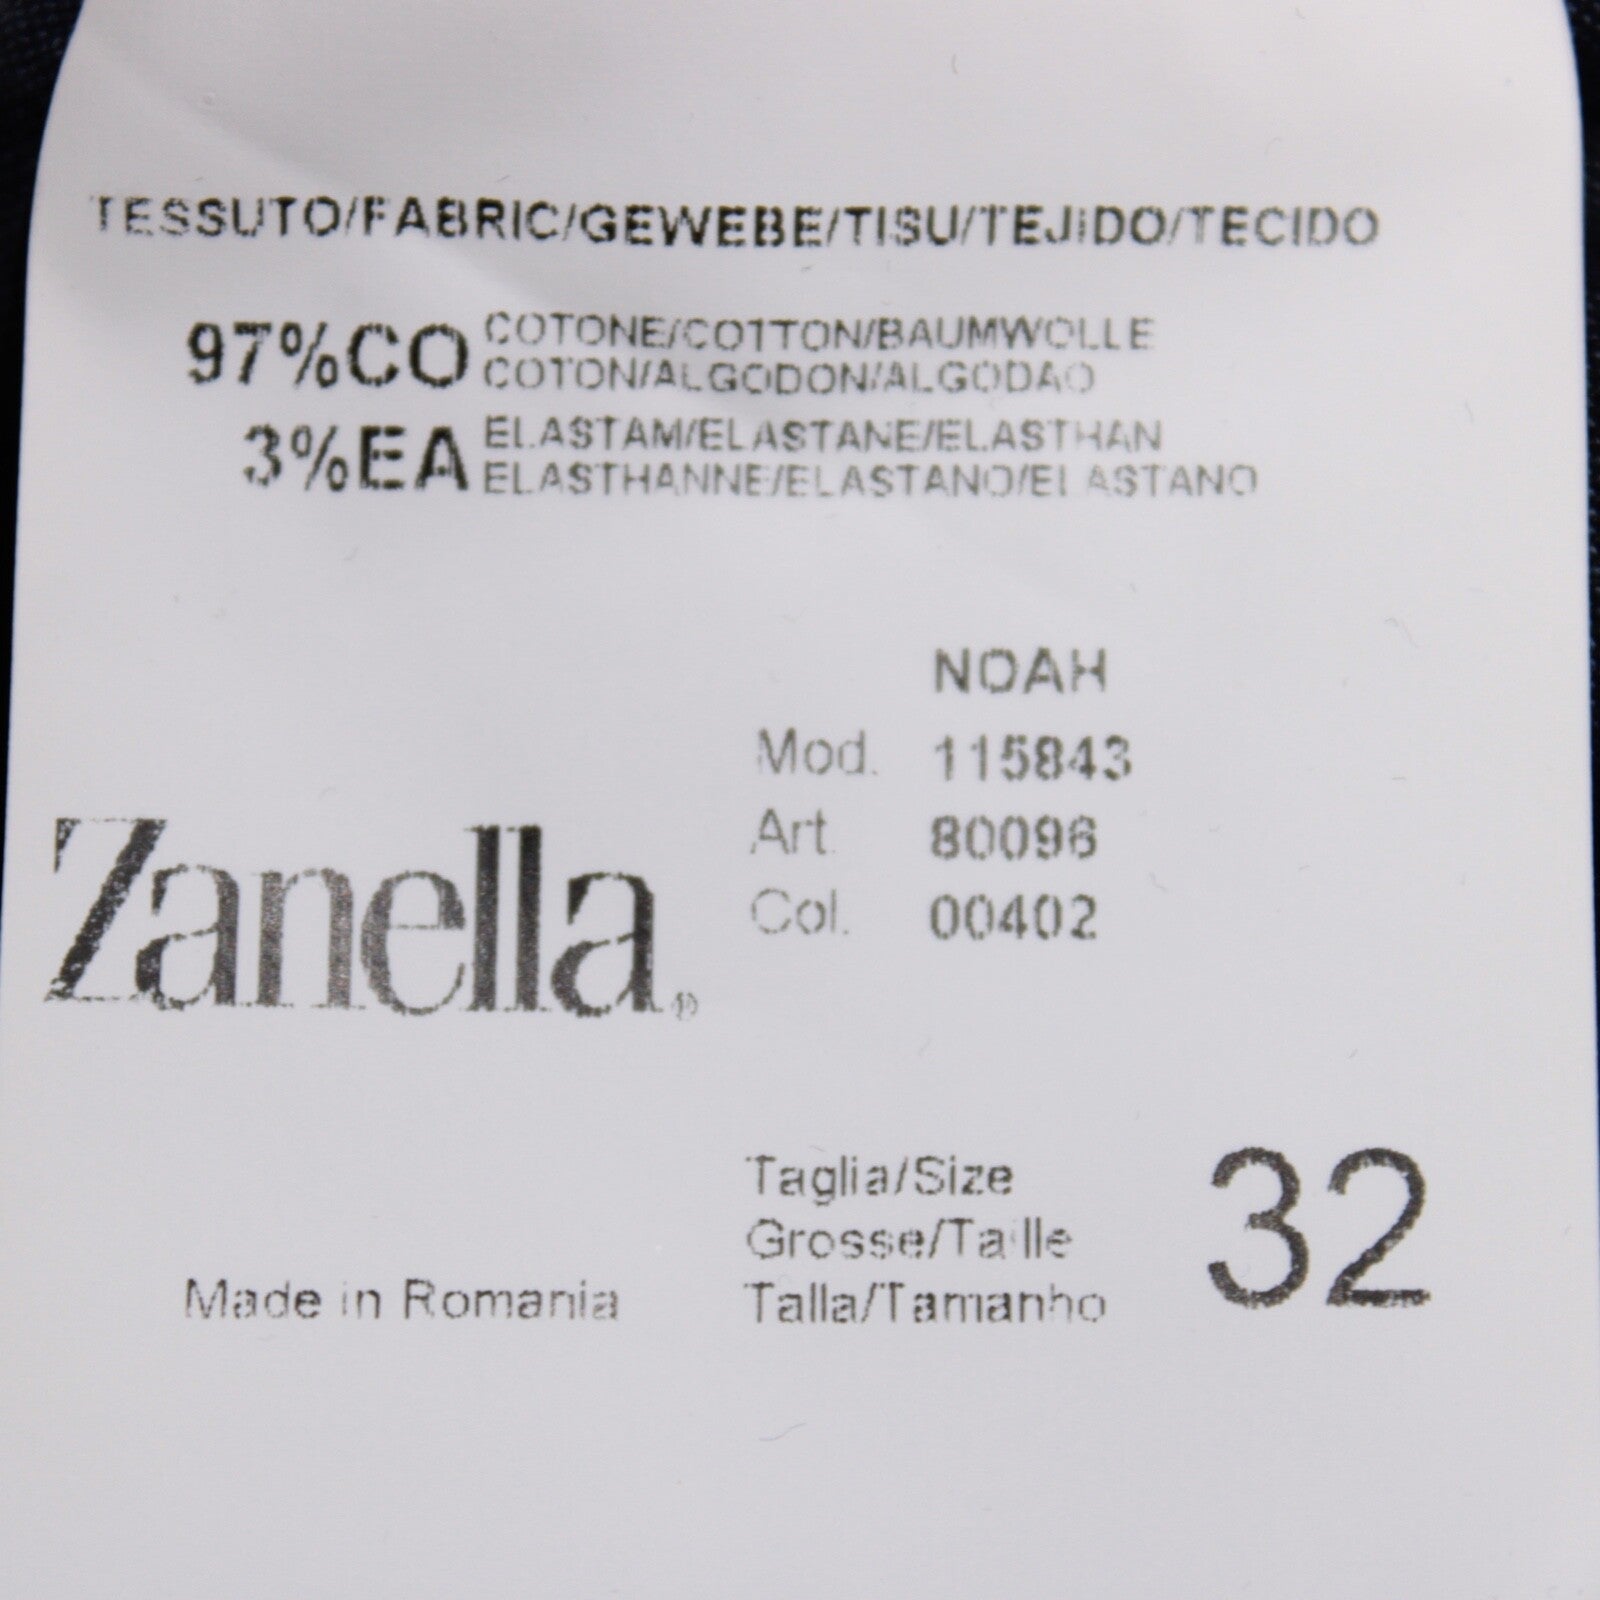 TESSUTO/FABRIC/GEWEBE/TISU/TEJIDO/TECIDO
97%CO COTONE/COTTON/BAUMWOLLE
COTON/ALGODON/ALGODAO
3%EA ELASTAM/ELASTANE/ELASTHAN
ELASTHANNE/ELASTANO/ELASTANO
NOAH
Mod. 115843
Art. 80096
Col. 00402
Zanella®
Taglia/Size
Grosse/Taille
Talla/Tamanho
32
Made in Romania